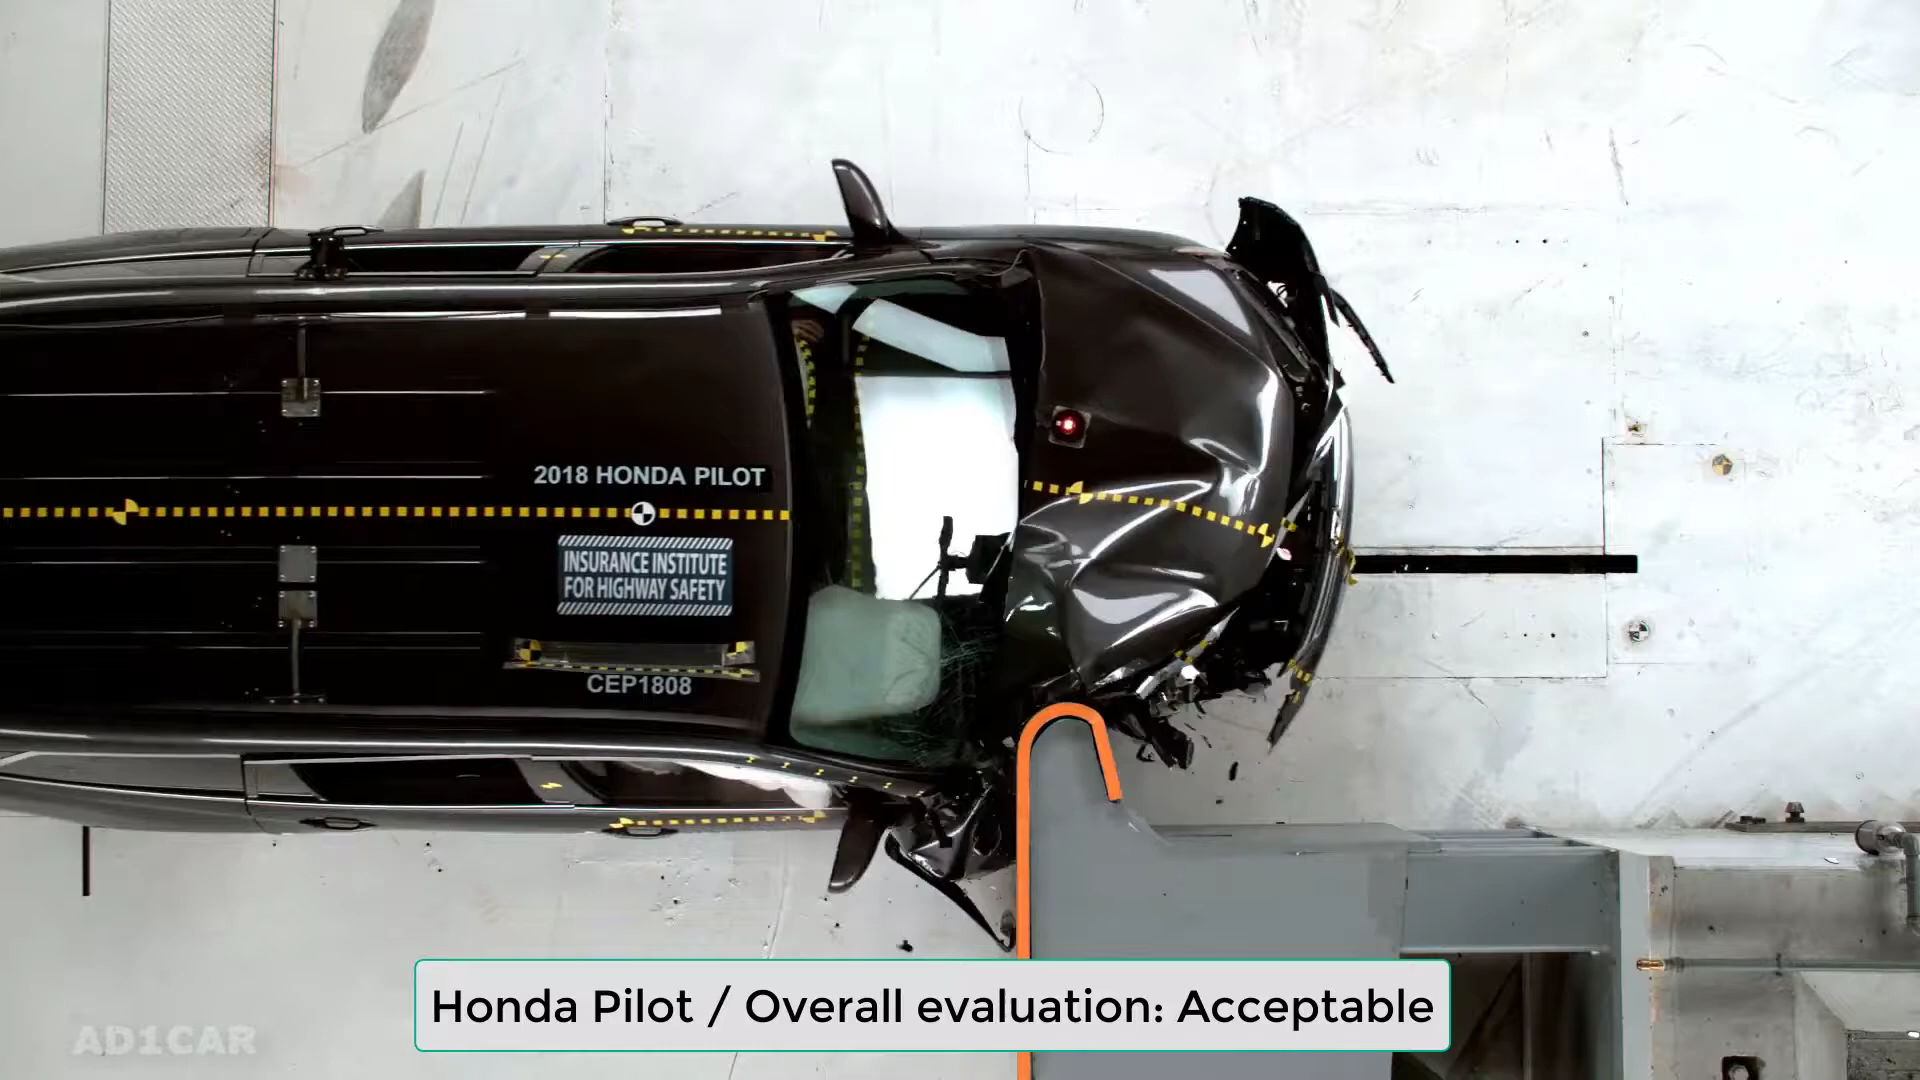 2018 HONDA PILOT
INSURANCE INSTITUTE
FOR HIGHWAY SAFETY
CEP1808
Honda Pilot / Overall evaluation: Acceptable
AD1CAR